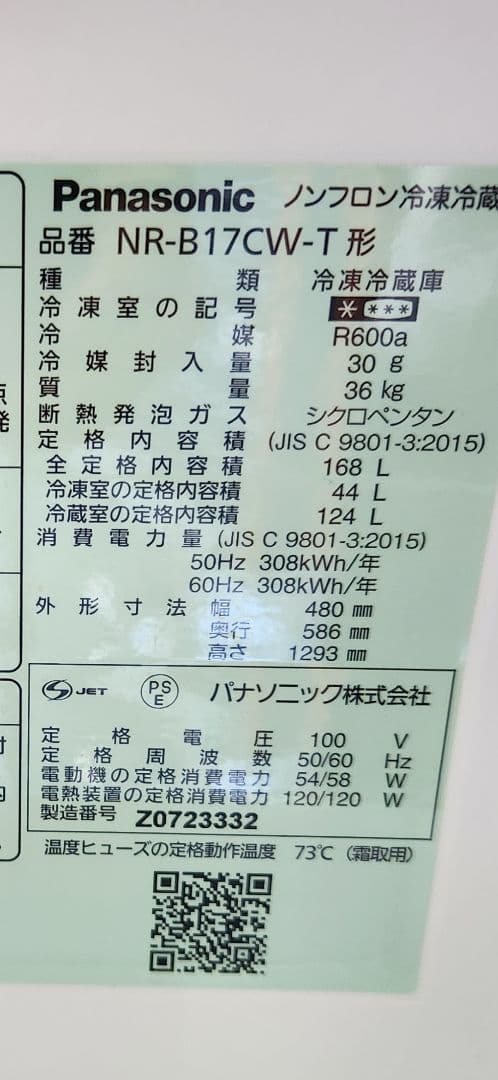 Panasonic ノンフロン冷凍冷蔵
品番 NR-B17CW-T 形
種類 冷凍冷蔵庫
冷凍室の記号 * ***
冷媒 R600a
冷媒封入量 30 g
質量 36 kg
断熱発泡ガス シクロペンタン
定格内容積 (JIS C 9801-3:2015)
全定格内容積 168 L
冷凍室の定格内容積 44 L
冷蔵室の定格内容積 124 L
消費電力量 (JIS C 9801-3:2015)
50Hz 308kWh/年
60Hz 308kWh/年
外形寸法 幅 480 mm
奥行 586 mm
高さ 1293 mm
JET PS E パナソニック株式会社
定格電圧 100 V
定格周波数 50/60 Hz
電動機の定格消費電力 54/58 W
電熱装置の定格消費電力 120/120 W
製造番号 Z0723332
温度ヒューズの定格動作温度 73℃ (霜取用)